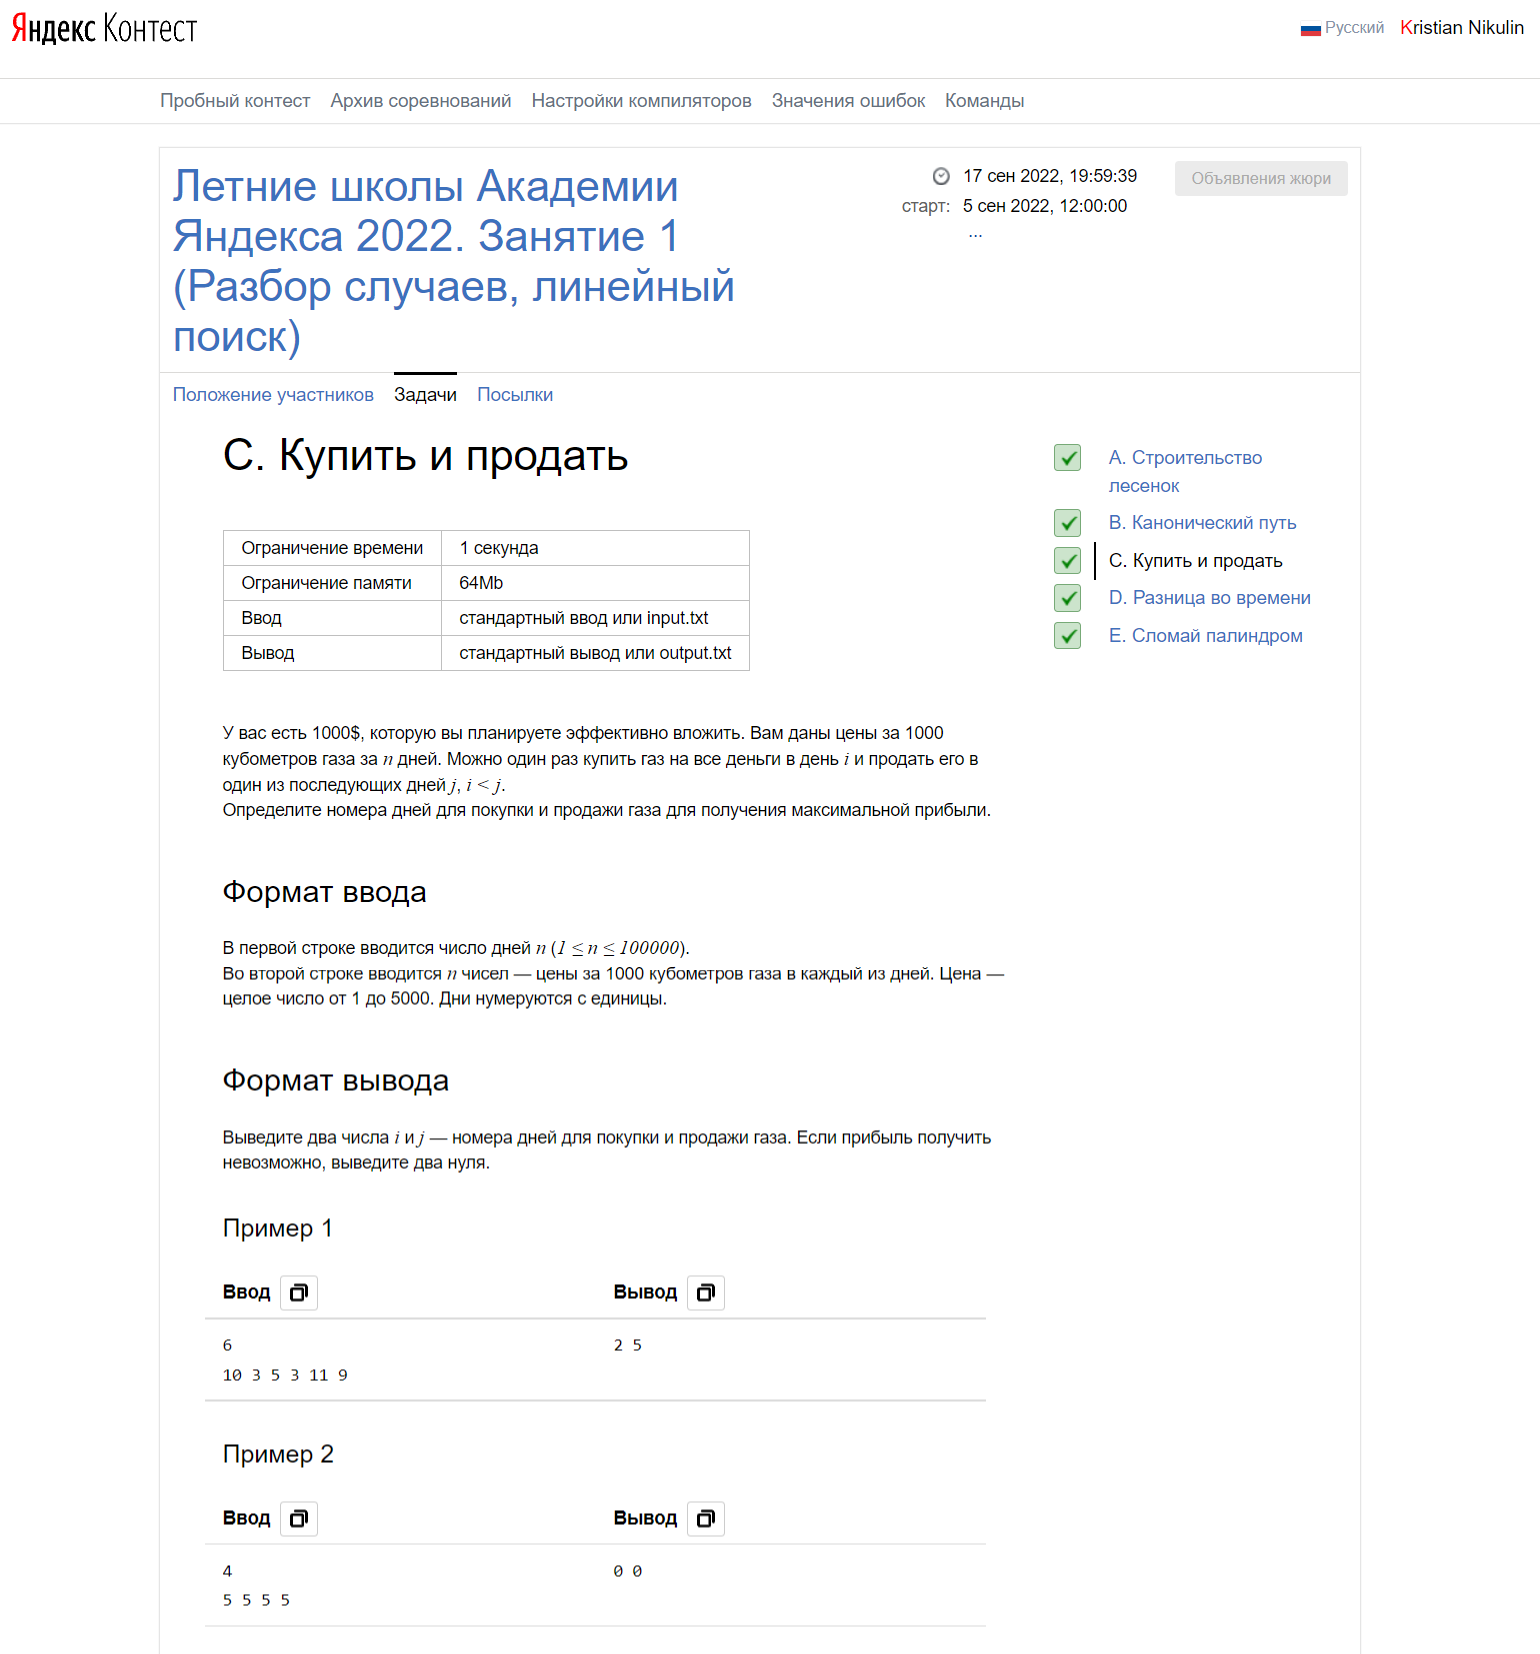 Яндекс Контест
Русский Kristian Nikulin
Пробный контест Архив соревнований Настройки компиляторов Значения ошибок Команды
Летние школы Академии
Яндекса 2022. Занятие 1
(Разбор случаев, линейный
поиск)
17 сен 2022, 19:59:39
старт: 5 сен 2022, 12:00:00
...
Объявления жюри
Положение участников Задачи Посылки
C. Купить и продать
Ограничение времени 1 секунда
Ограничение памяти 64Mb
Ввод стандартный ввод или input.txt
Вывод стандартный вывод или output.txt
A. Строительство
лесенок
B. Канонический путь
C. Купить и продать
D. Разница во времени
E. Сломай палиндром
У вас есть 1000$, которую вы планируете эффективно вложить. Вам даны цены за 1000
кубометров газа за n дней. Можно один раз купить газ на все деньги в день i и продать его в
один из последующих дней j, i < j.
Определите номера дней для покупки и продажи газа для получения максимальной прибыли.
Формат ввода
В первой строке вводится число дней n (1 ≤ n ≤ 100000).
Во второй строке вводится n чисел — цены за 1000 кубометров газа в каждый из дней. Цена —
целое число от 1 до 5000. Дни нумеруются с единицы.
Формат вывода
Выведите два числа i и j — номера дней для покупки и продажи газа. Если прибыль получить
невозможно, выведите два нуля.
Пример 1
Ввод Вывод
6 2 5
10 3 5 3 11 9
Пример 2
Ввод Вывод
4 0 0
5 5 5 5